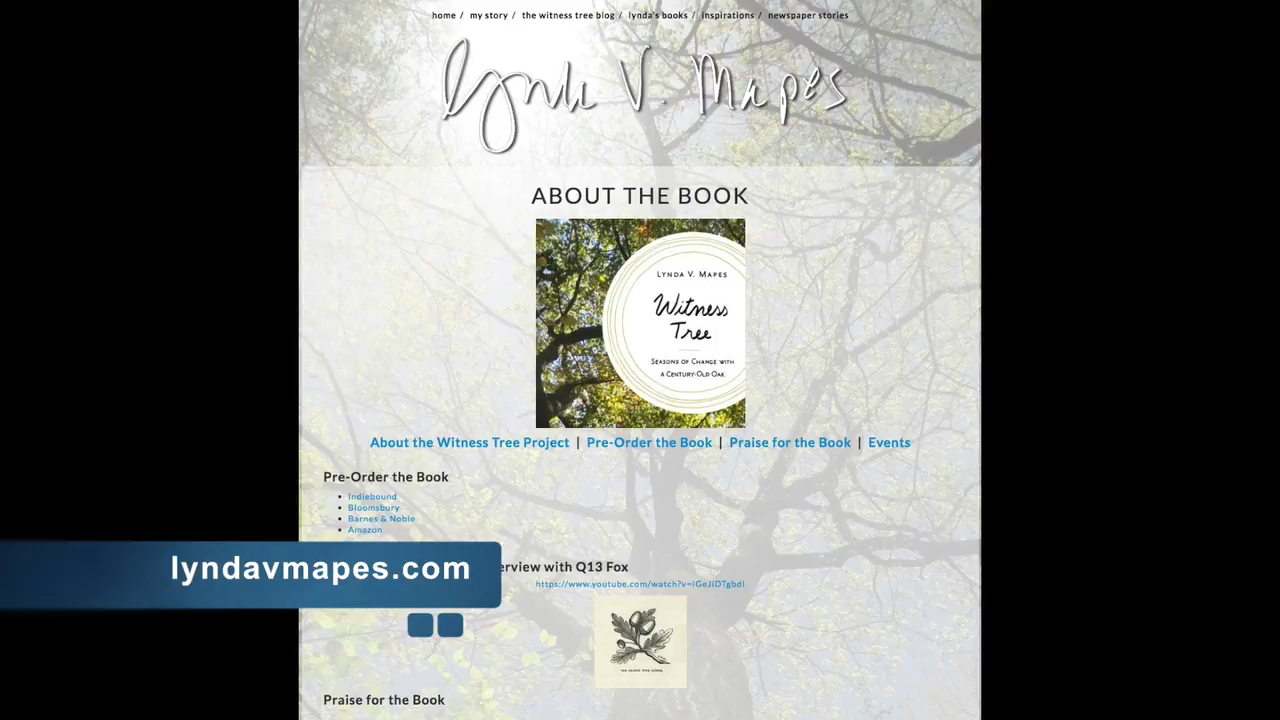 home / my story / the witness tree blog / lynda's books / inspirations / newspaper stories
Lynda V. Mapes
ABOUT THE BOOK
LYNDA V. MAPES
Witness
Tree
SEASONS OF CHANGE WITH
A CENTURY-OLD OAK
About the Witness Tree Project | Pre-Order the Book | Praise for the Book | Events
Pre-Order the Book
Indiebound
Bloomsbury
Barnes & Noble
Amazon
lyndavmapes.com
erview with Q13 Fox
Praise for the Book